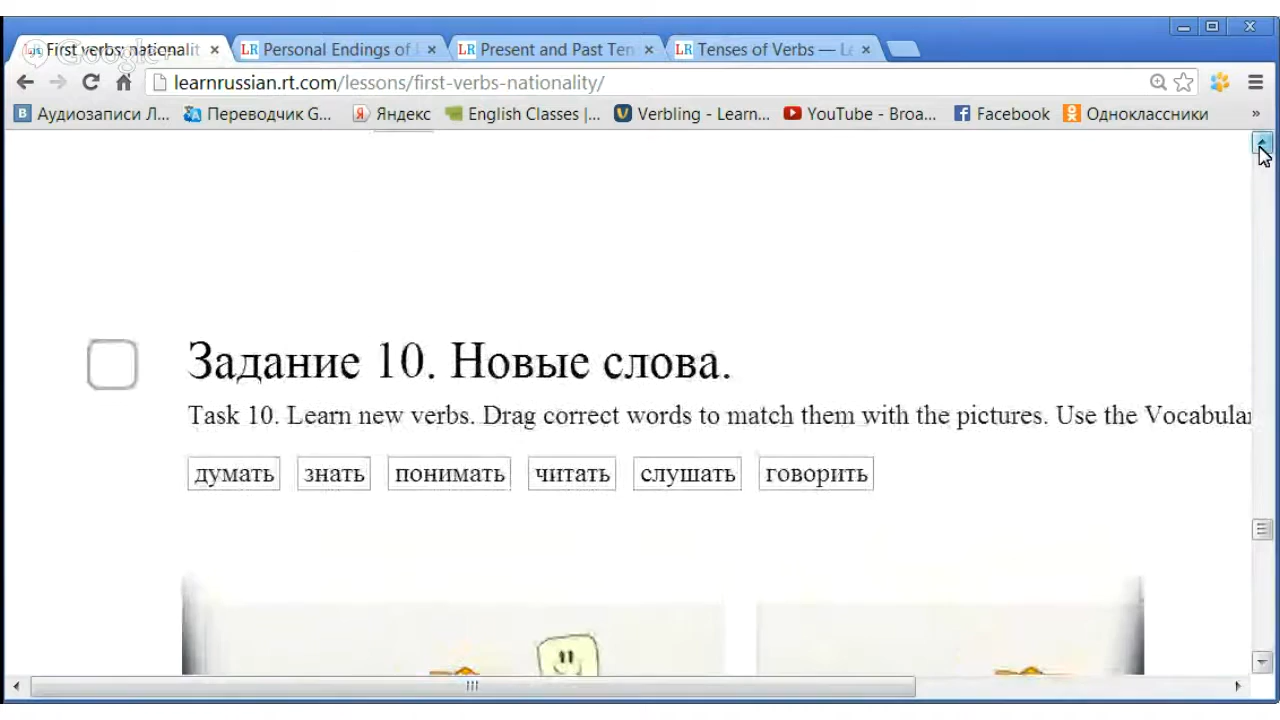 First verbs: nationalit
Personal Endings of
Present and Past Ten
Tenses of Verbs — Le
Google+
learnrussian.rt.com/lessons/first-verbs-nationality/
Аудиозаписи Л... Переводчик G... Яндекс English Classes |... Verbling - Learn... YouTube - Broa... Facebook Одноклассники »
Задание 10. Новые слова.
Task 10. Learn new verbs. Drag correct words to match them with the pictures. Use the Vocabular
думать знать понимать читать слушать говорить